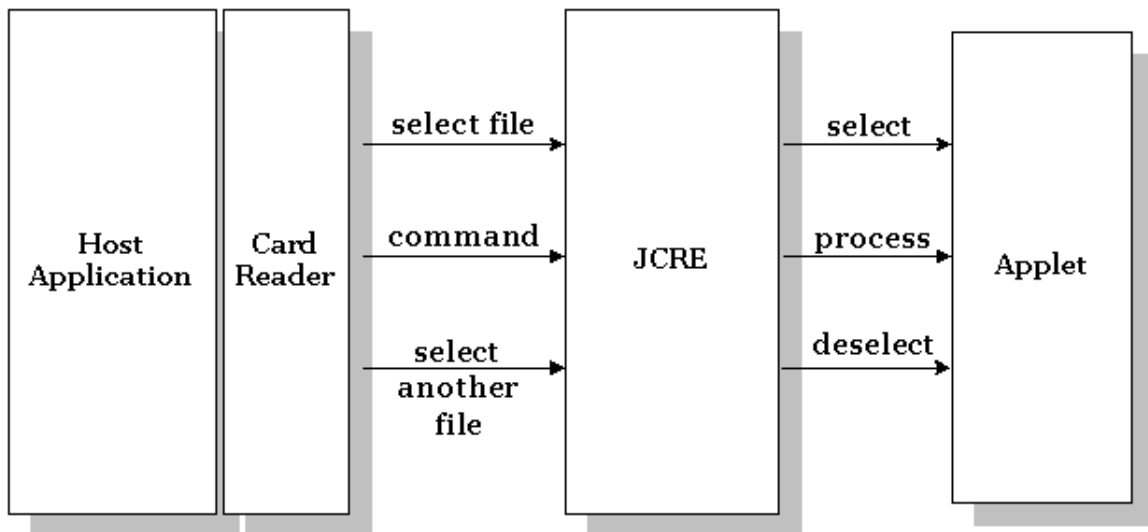 Host
Application
Card
Reader
select file
command
select
another
file
JCRE
select
process
deselect
Applet